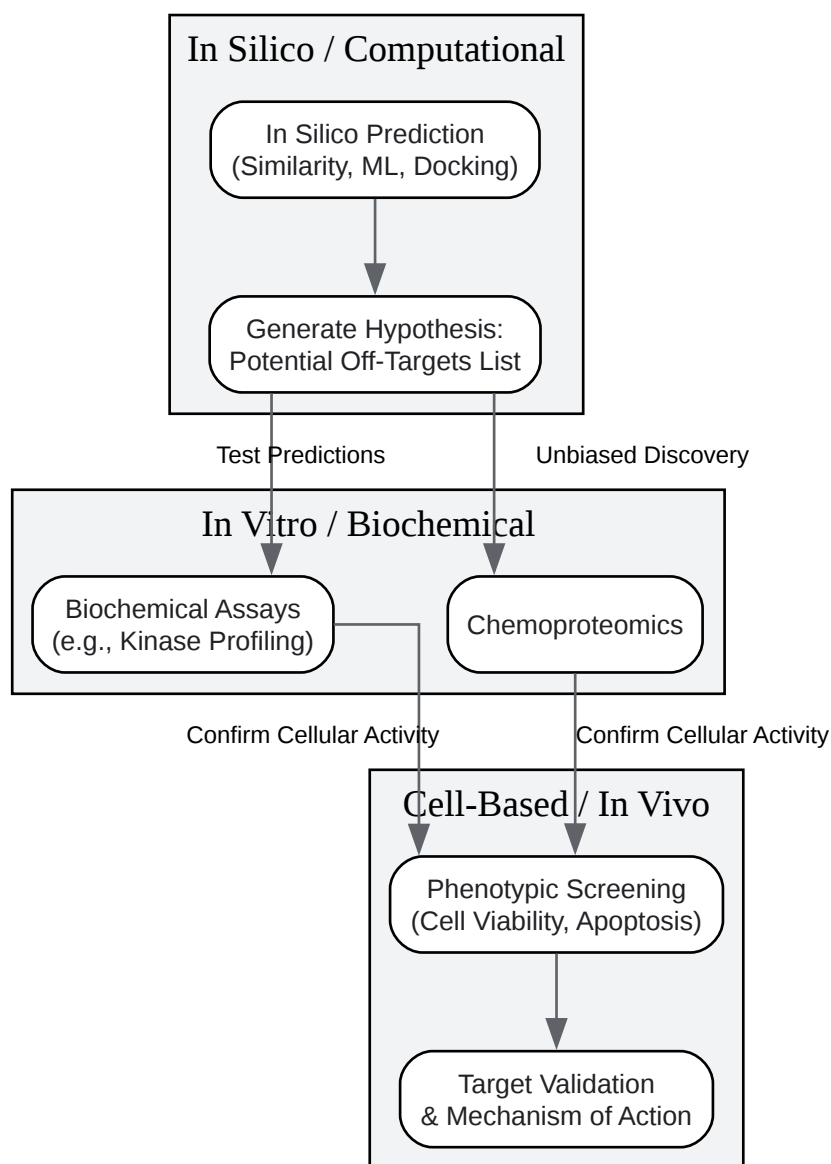 In Silico / Computational
In Silico Prediction
(Similarity, ML, Docking)
Generate Hypothesis:
Potential Off-Targets List
Test Predictions
Unbiased Discovery
In Vitro / Biochemical
Biochemical Assays
(e.g., Kinase Profiling)
Chemoproteomics
Confirm Cellular Activity
Confirm Cellular Activity
Cell-Based / In Vivo
Phenotypic Screening
(Cell Viability, Apoptosis)
Target Validation
& Mechanism of Action